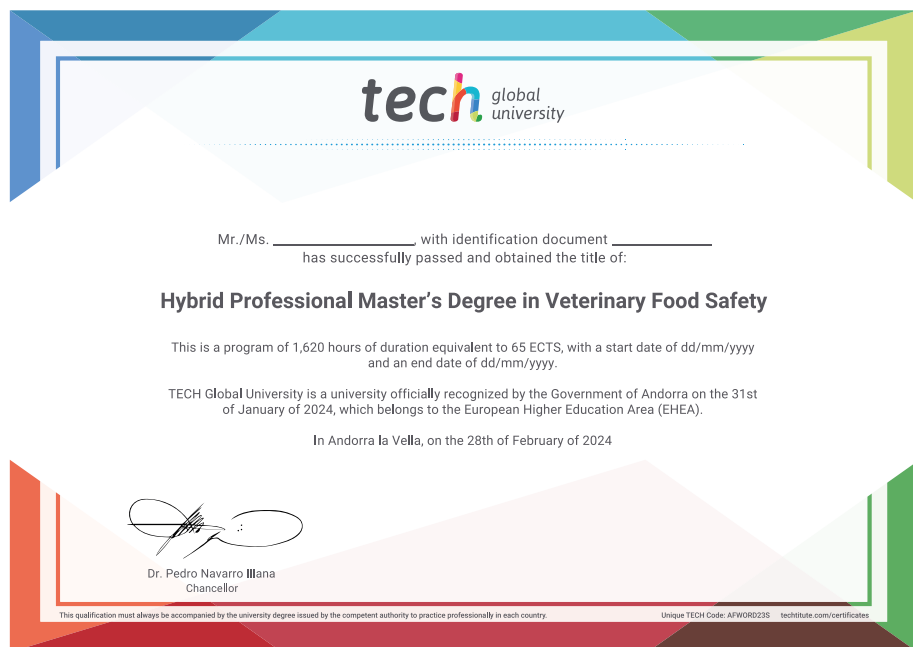 tech global university
Mr./Ms. ____________, with identification document ____________
has successfully passed and obtained the title of:
Hybrid Professional Master’s Degree in Veterinary Food Safety
This is a program of 1,620 hours of duration equivalent to 65 ECTS, with a start date of dd/mm/yyyy
and an end date of dd/mm/yyyy.
TECH Global University is a university officially recognized by the Government of Andorra on the 31st
of January of 2024, which belongs to the European Higher Education Area (EHEA).
In Andorra la Vella, on the 28th of February of 2024
Dr. Pedro Navarro Illana
Chancellor
This qualification must always be accompanied by the university degree issued by the competent authority to practice professionally in each country.
Unique TECH Code: AFWORD23S techtitute.com/certificates